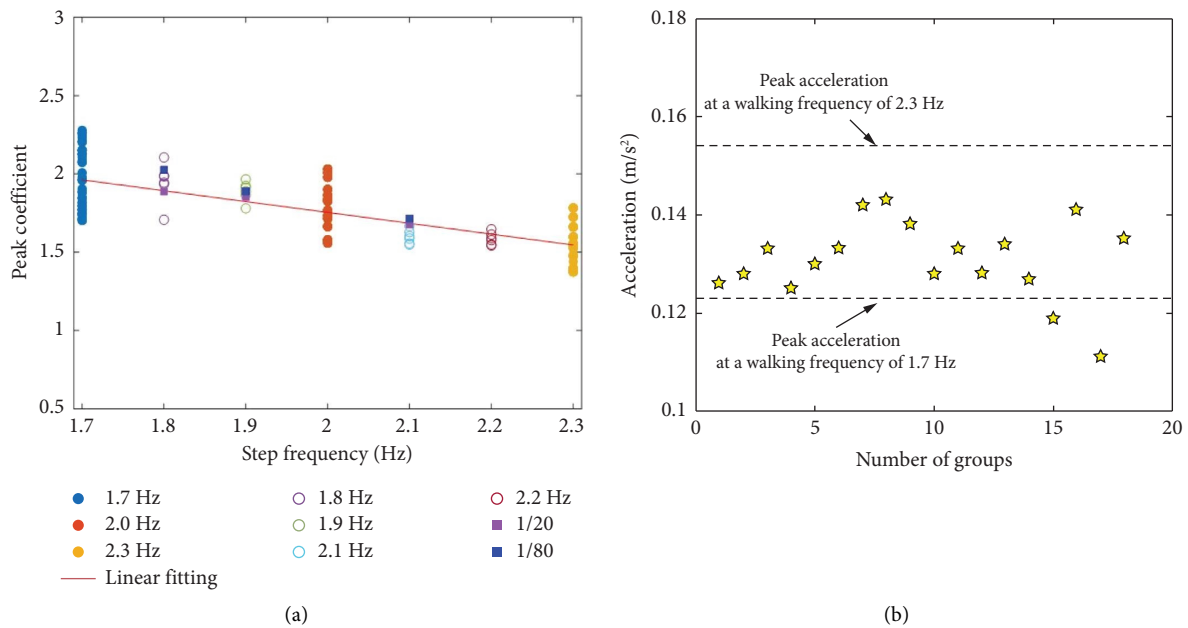 3
2.5
2
1.5
1
0.5
Peak coefficient
1.7
1.8
1.9
2
2.1
2.2
2.3
Step frequency (Hz)
1.7 Hz
2.0 Hz
2.3 Hz
Linear fitting
1.8 Hz
1.9 Hz
2.1 Hz
2.2 Hz
1/20
1/80
(a)
0.18
0.16
0.14
0.12
0.1
Acceleration (m/s²)
Peak acceleration
at a walking frequency of 2.3 Hz
Peak acceleration
at a walking frequency of 1.7 Hz
0
5
10
15
20
Number of groups
(b)